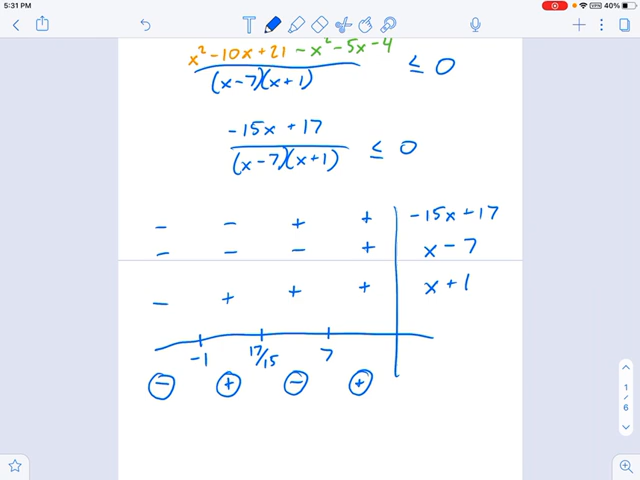 5:31 PM
40%
x² - 10x + 21 - x² - 5x - 4
(x - 7)(x + 1)
≤ 0
-15x + 17
(x - 7)(x + 1)
≤ 0
- - + + -15x + 17
- - - + x - 7
- + + + x + 1
-1 17/15 7
- + - +
1
/
6